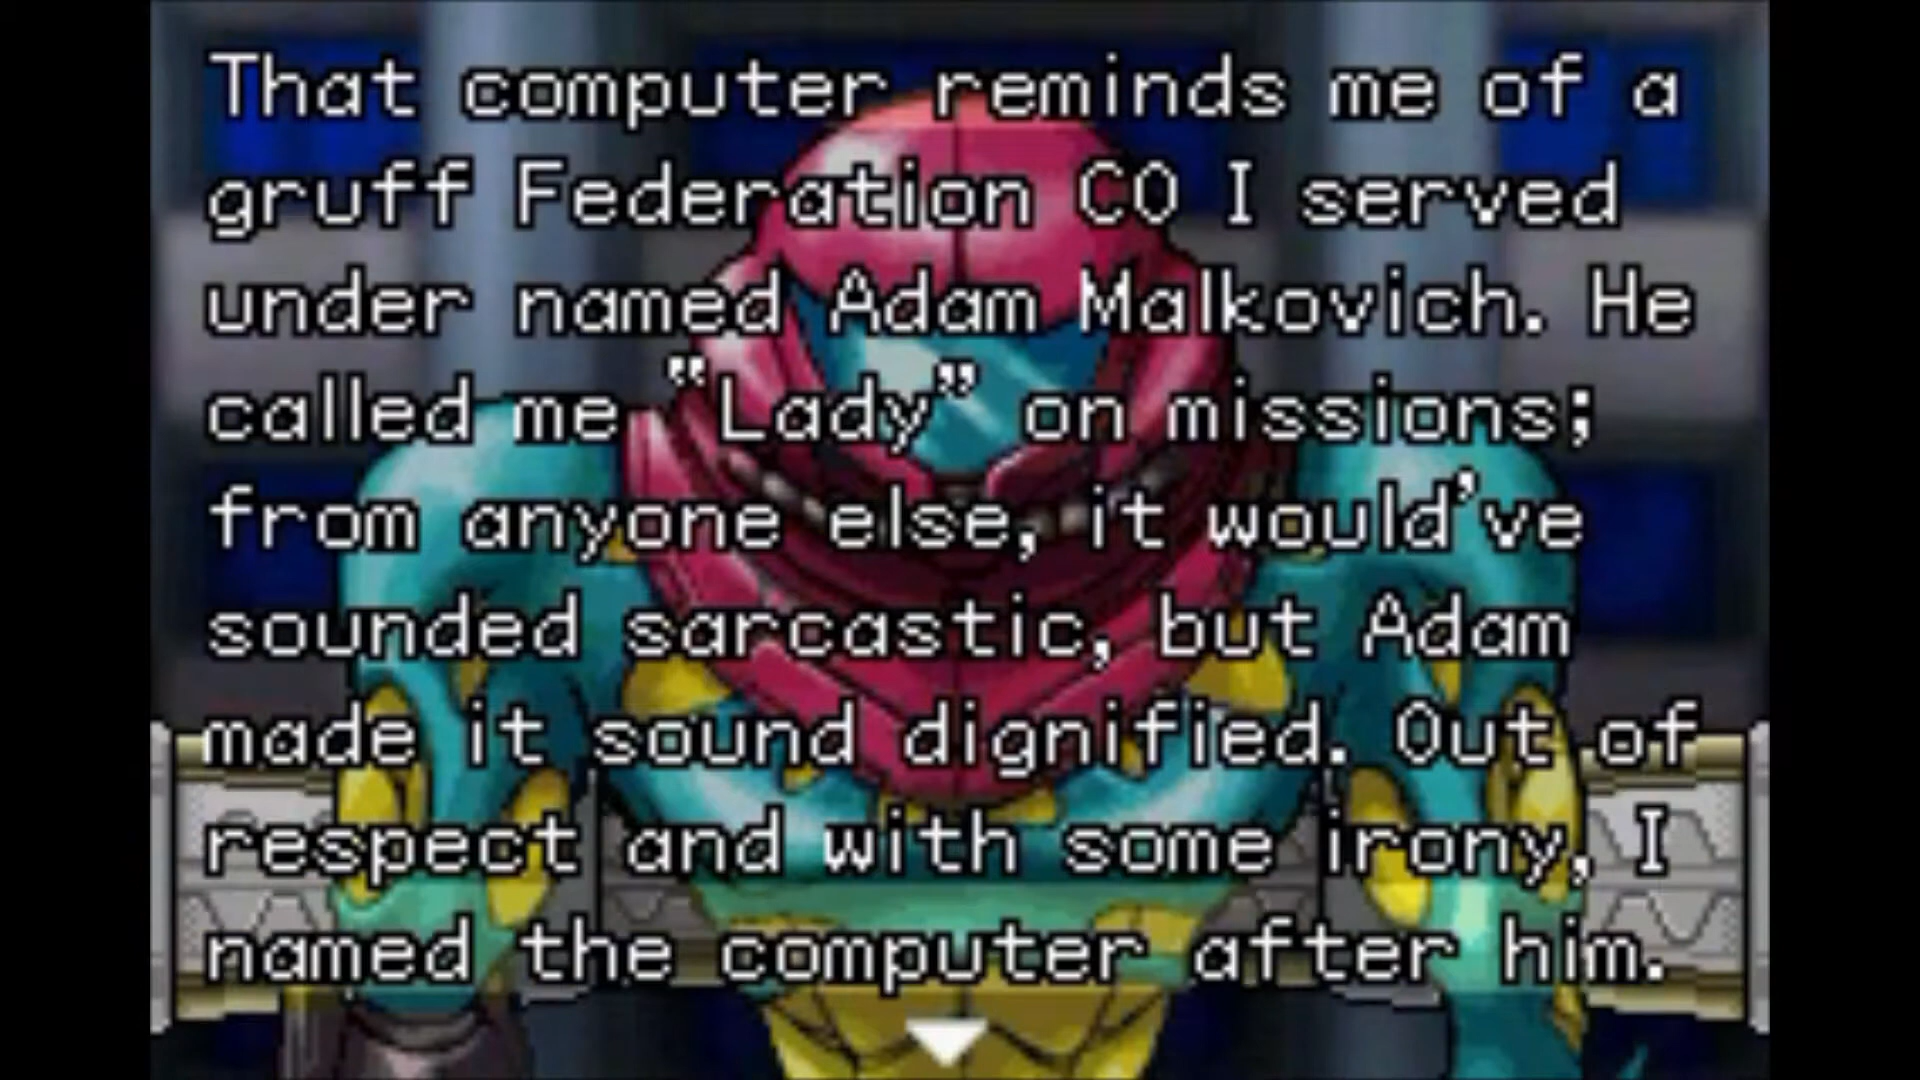 That computer reminds me of a
gruff Federation CO I served
under named Adam Malkovich. He
called me “Lady” on missions;
from anyone else, it would've
sounded sarcastic, but Adam
made it sound dignified. Out of
respect and with some irony, I
named the computer after him.